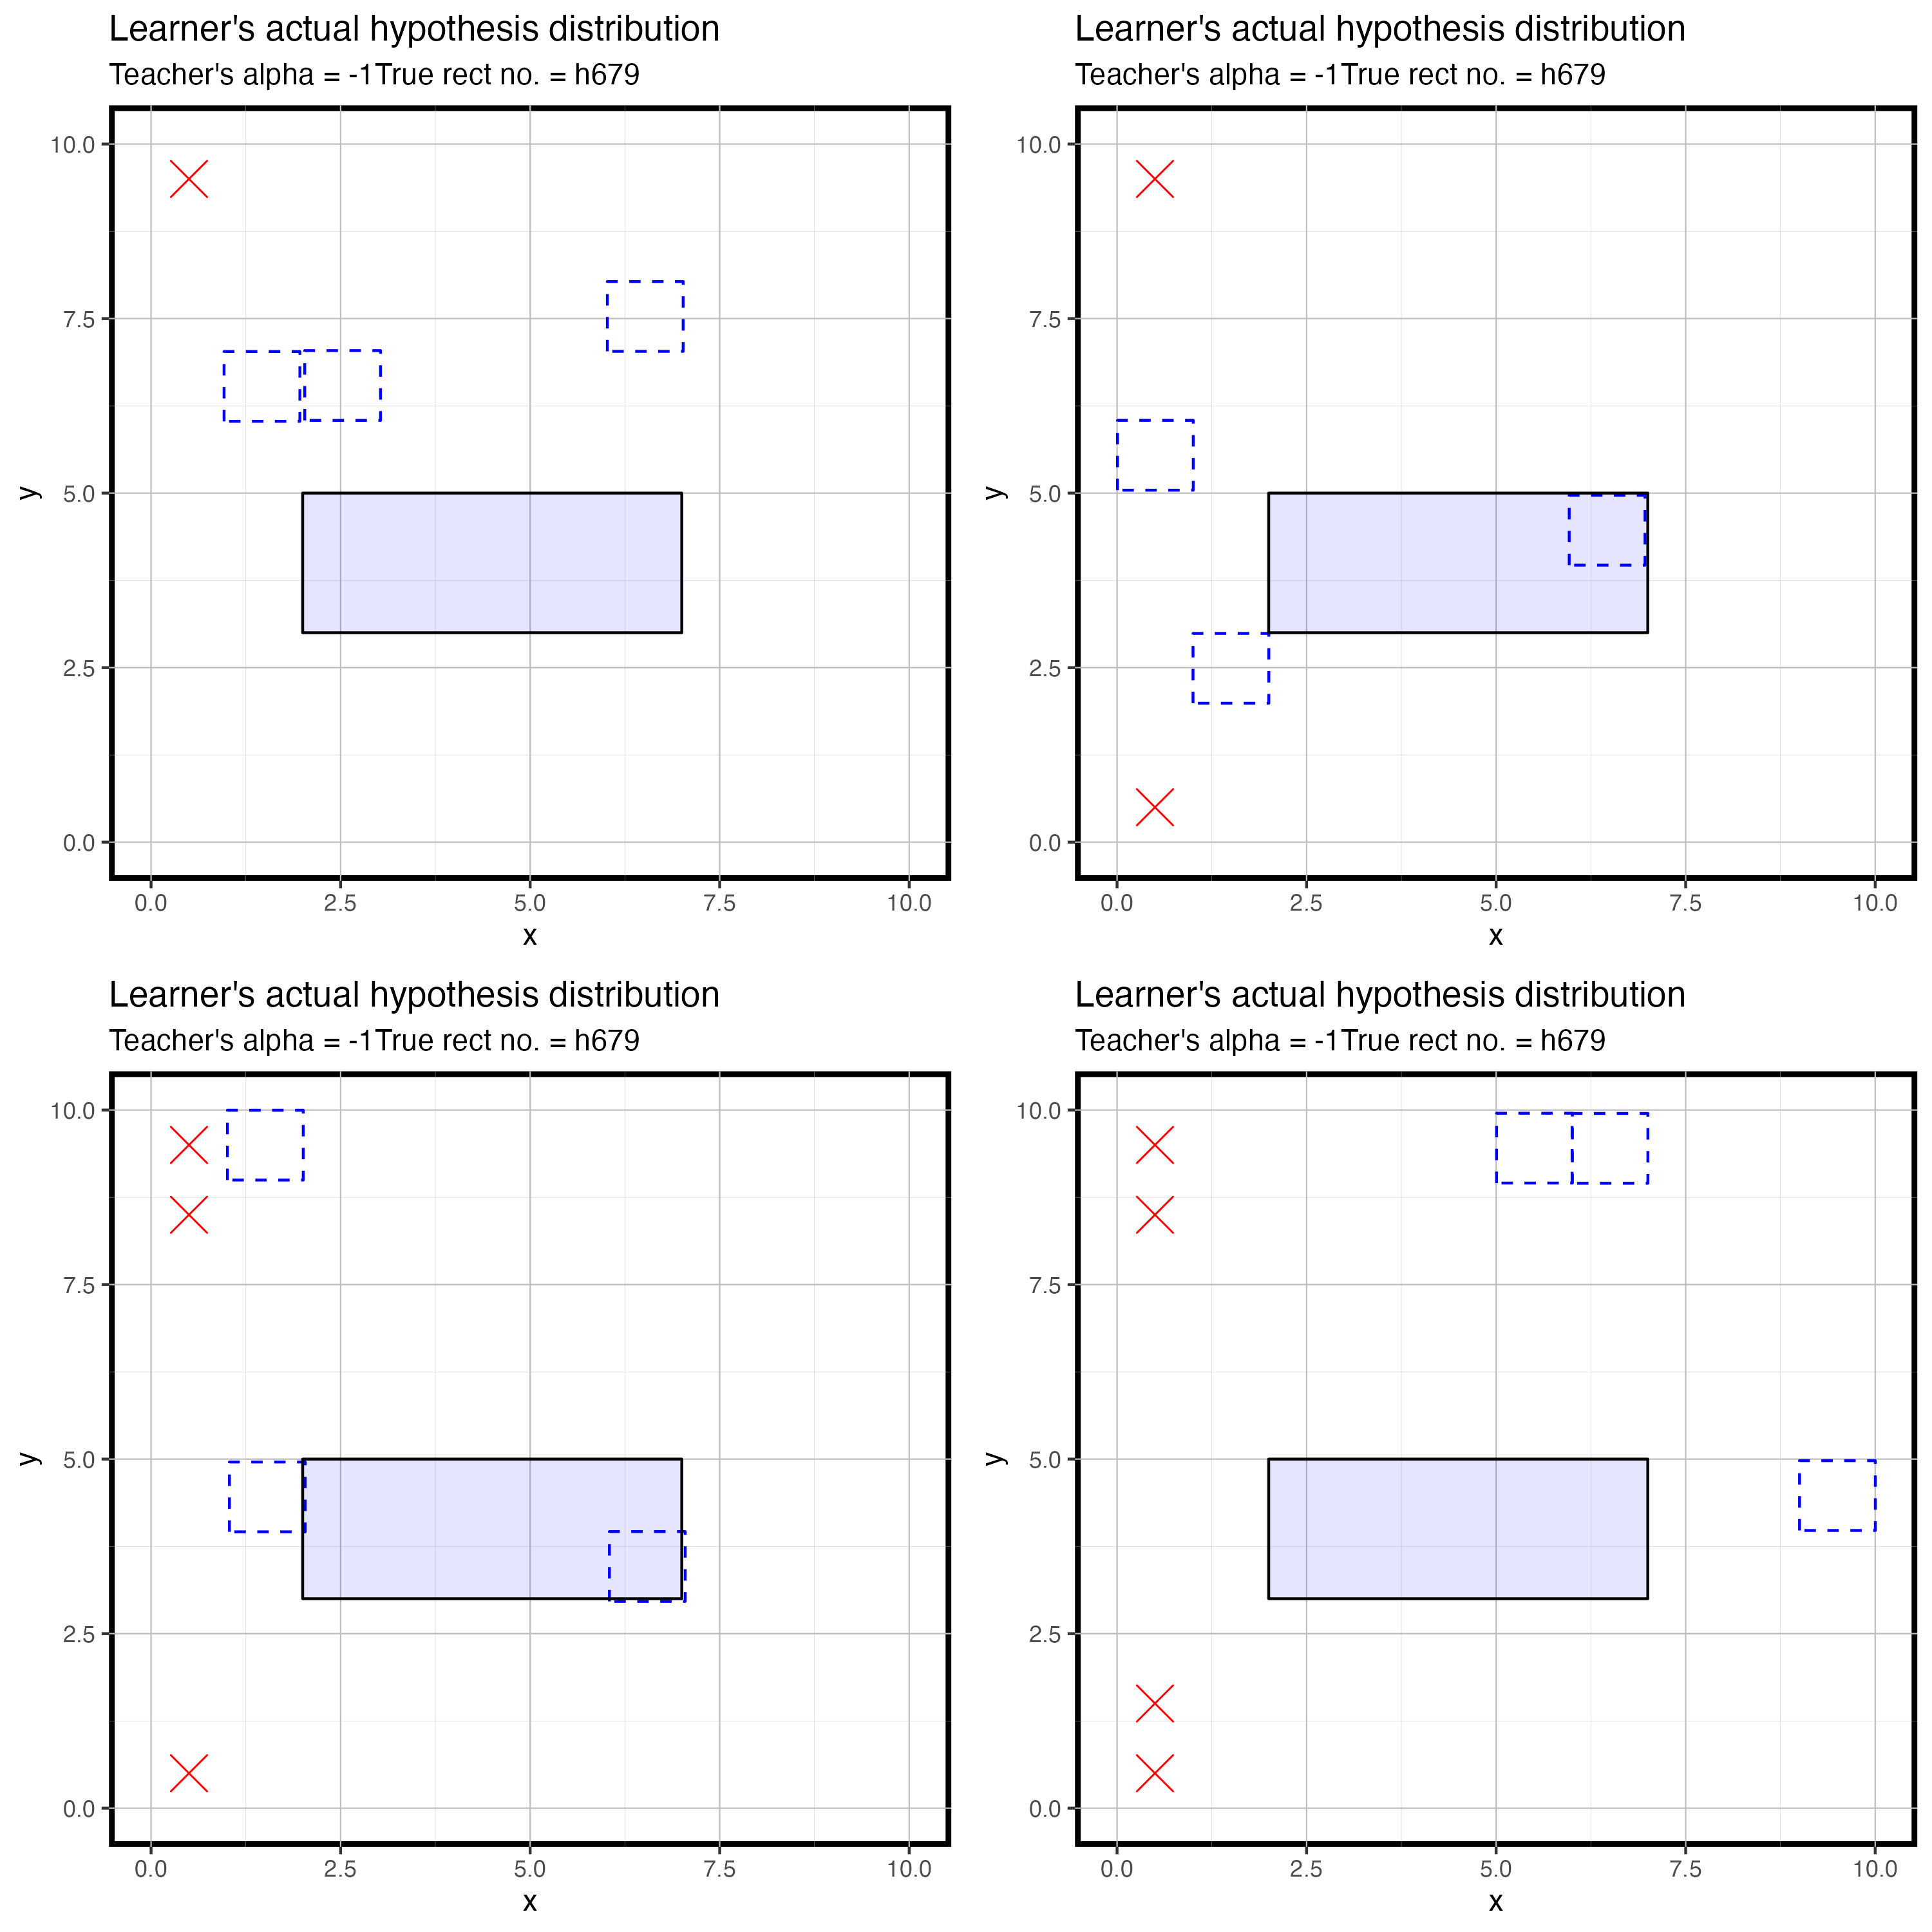 Learner's actual hypothesis distribution
Teacher's alpha = -1True rect no. = h679
10.0
7.5
5.0
2.5
0.0
y
0.0 2.5 5.0 7.5 10.0
x
Learner's actual hypothesis distribution
Teacher's alpha = -1True rect no. = h679
10.0
7.5
5.0
2.5
0.0
y
0.0 2.5 5.0 7.5 10.0
x
Learner's actual hypothesis distribution
Teacher's alpha = -1True rect no. = h679
10.0
7.5
5.0
2.5
0.0
y
0.0 2.5 5.0 7.5 10.0
x
Learner's actual hypothesis distribution
Teacher's alpha = -1True rect no. = h679
10.0
7.5
5.0
2.5
0.0
y
0.0 2.5 5.0 7.5 10.0
x